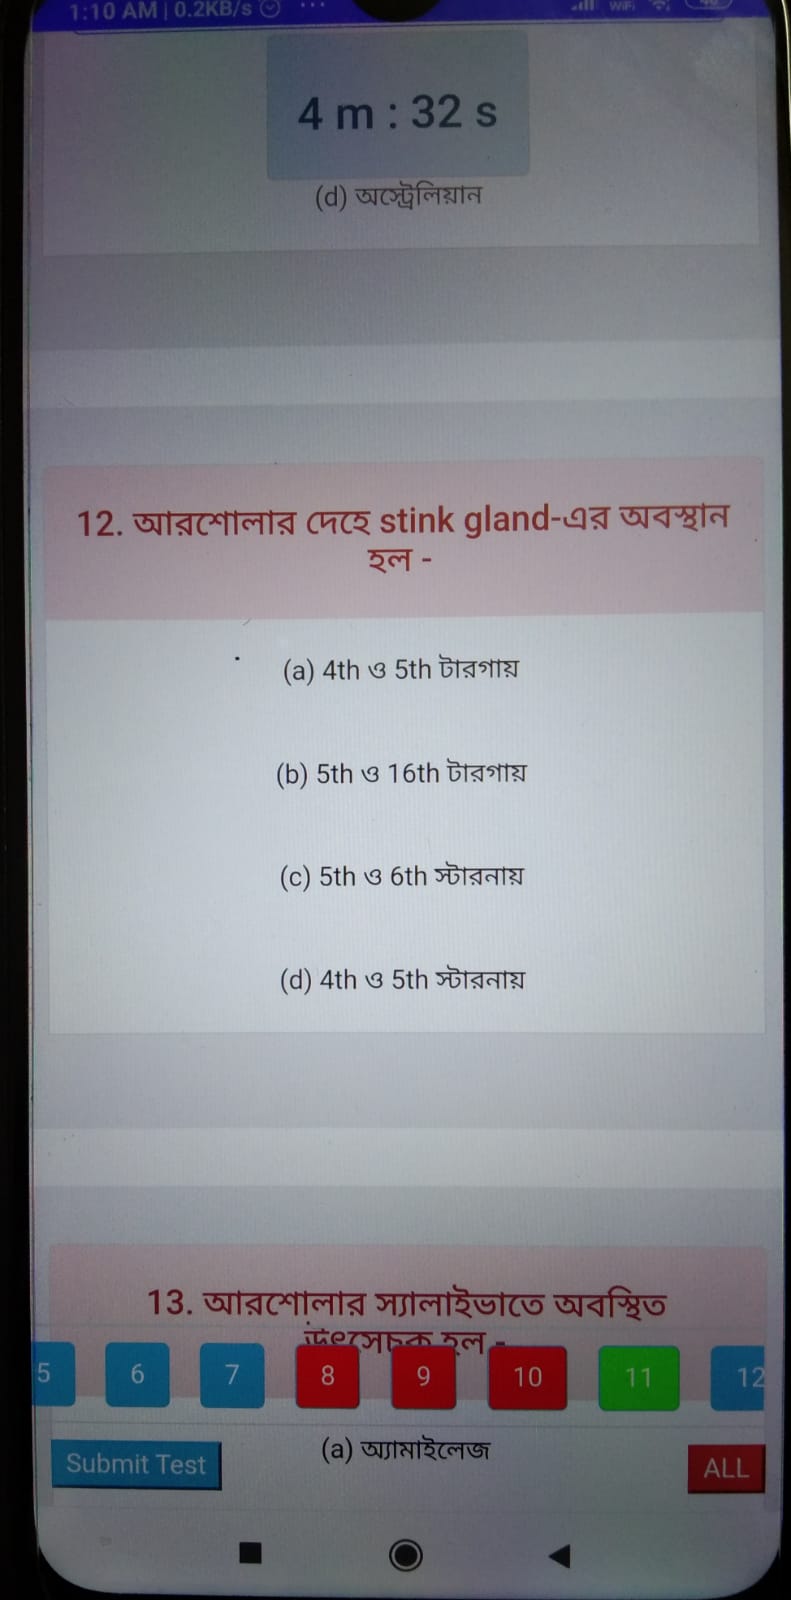 1:10 AM | 0.2KB/s
4 m : 32 s
(d) অস্ট্রেলিয়ান
12. আরশোলার দেহে stink gland-এর অবস্থান
হল -
(a) 4th ও 5th টারগায়
(b) 5th ও 16th টারগায়
(c) 5th ও 6th স্টারনায়
(d) 4th ও 5th স্টারনায়
13. আরশোলার স্যালাইভাতে অবস্থিত
উৎসেচক হল -
5 6 7 8 9 10 11 12
(a) অ্যামাইলেজ
Submit Test
ALL